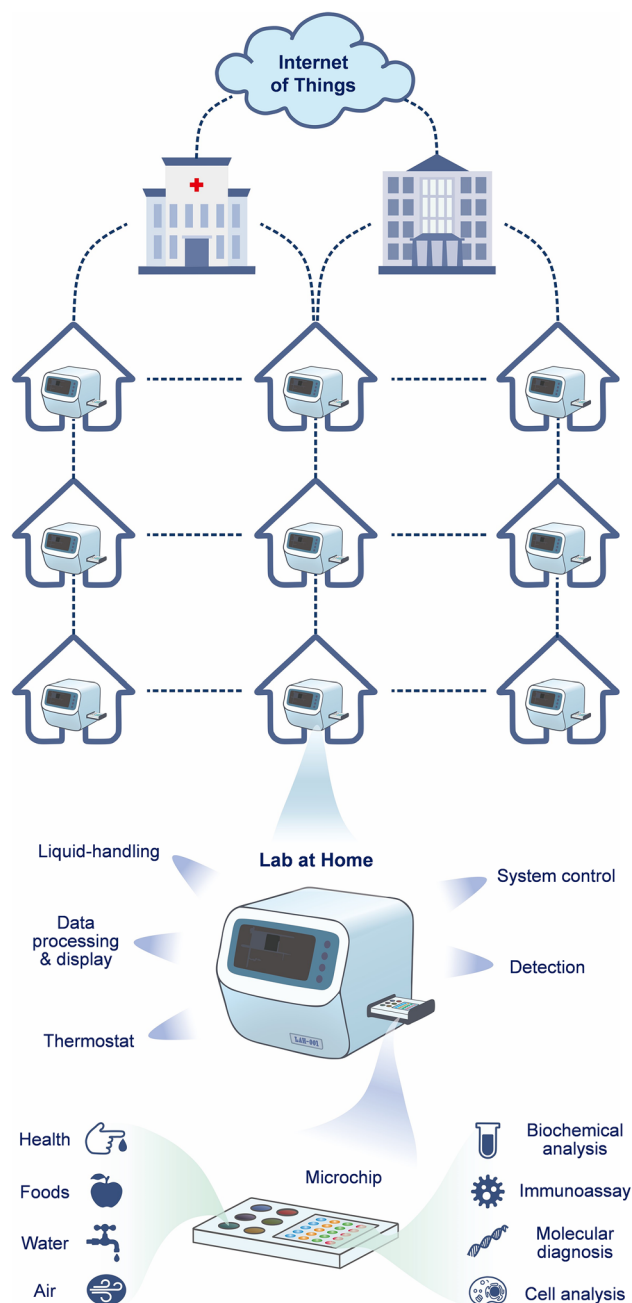 Internet
of Things
Liquid-handling
Lab at Home
System control
Data
processing
& display
Detection
Thermostat
LAH-001
Health
Foods
Water
Air
Microchip
Biochemical
analysis
Immunoassay
Molecular
diagnosis
Cell analysis